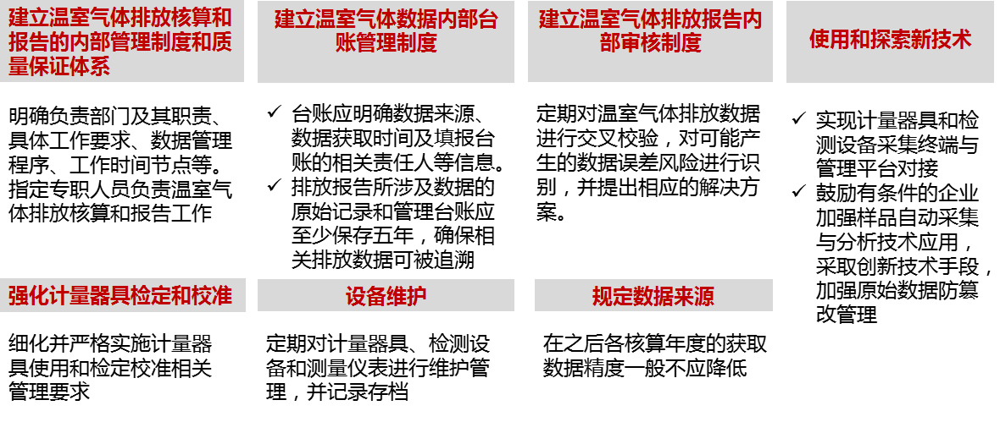 建立温室气体排放核算和
报告的内部管理制度和质
量保证体系
明确负责部门及其职责、
具体工作要求、数据管理
程序、工作时间节点等。
指定专职人员负责温室气
体排放核算和报告工作
建立温室气体数据内部台
账管理制度
✓ 台账应明确数据来源、
数据获取时间及填报台
账的相关责任人等信息。
✓ 排放报告所涉及数据的
原始记录和管理台账应
至少保存五年，确保相
关排放数据可被追溯
建立温室气体排放报告内
部审核制度
定期对温室气体排放数据
进行交叉校验，对可能产
生的数据误差风险进行识
别，并提出相应的解决方
案。
使用和探索新技术
✓ 实现计量器具和检
测设备采集终端与
管理平台对接
✓ 鼓励有条件的企业
加强样品自动采集
与分析技术应用，
采取创新技术手段，
加强原始数据防篡
改管理
强化计量器具检定和校准
细化并严格实施计量器
具使用和检定校准相关
管理要求
设备维护
定期对计量器具、检测设
备和测量仪表进行维护管
理，并记录存档
规定数据来源
在之后各核算年度的获取
数据精度一般不应降低